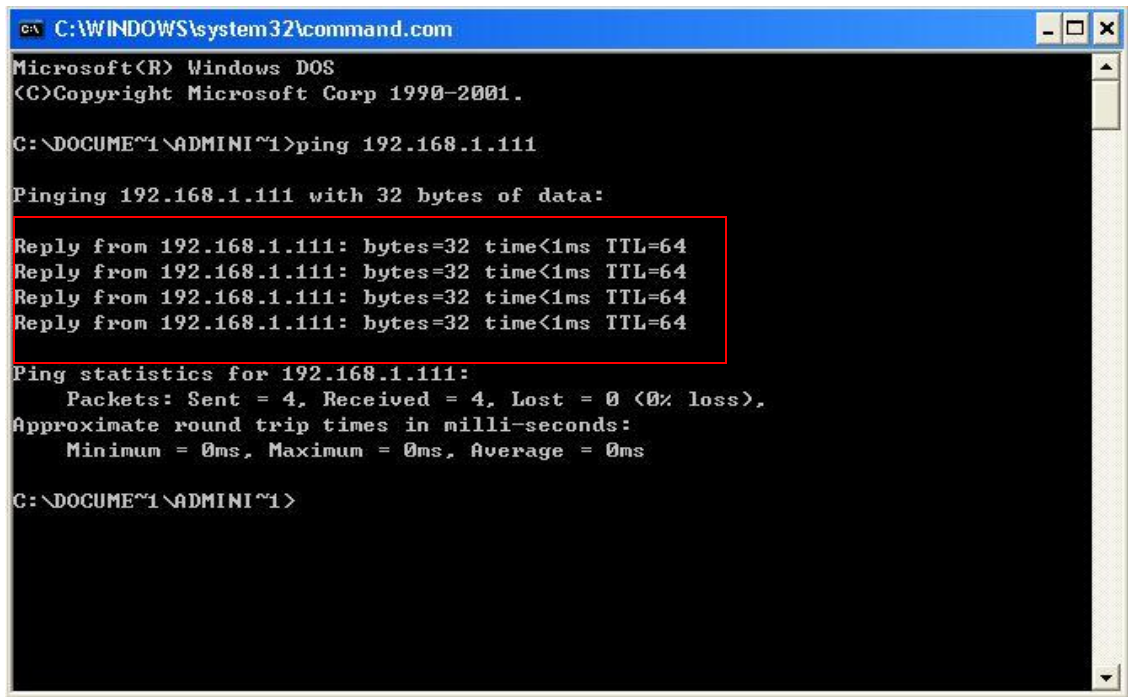 C:\WINDOWS\system32\command.com
Microsoft(R) Windows DOS
(C)Copyright Microsoft Corp 1990-2001.
C:\DOCUME~1\ADMINI~1>ping 192.168.1.111
Pinging 192.168.1.111 with 32 bytes of data:
Reply from 192.168.1.111: bytes=32 time<1ms TTL=64
Reply from 192.168.1.111: bytes=32 time<1ms TTL=64
Reply from 192.168.1.111: bytes=32 time<1ms TTL=64
Reply from 192.168.1.111: bytes=32 time<1ms TTL=64
Ping statistics for 192.168.1.111:
Packets: Sent = 4, Received = 4, Lost = 0 (0% loss),
Approximate round trip times in milli-seconds:
Minimum = 0ms, Maximum = 0ms, Average = 0ms
C:\DOCUME~1\ADMINI~1>